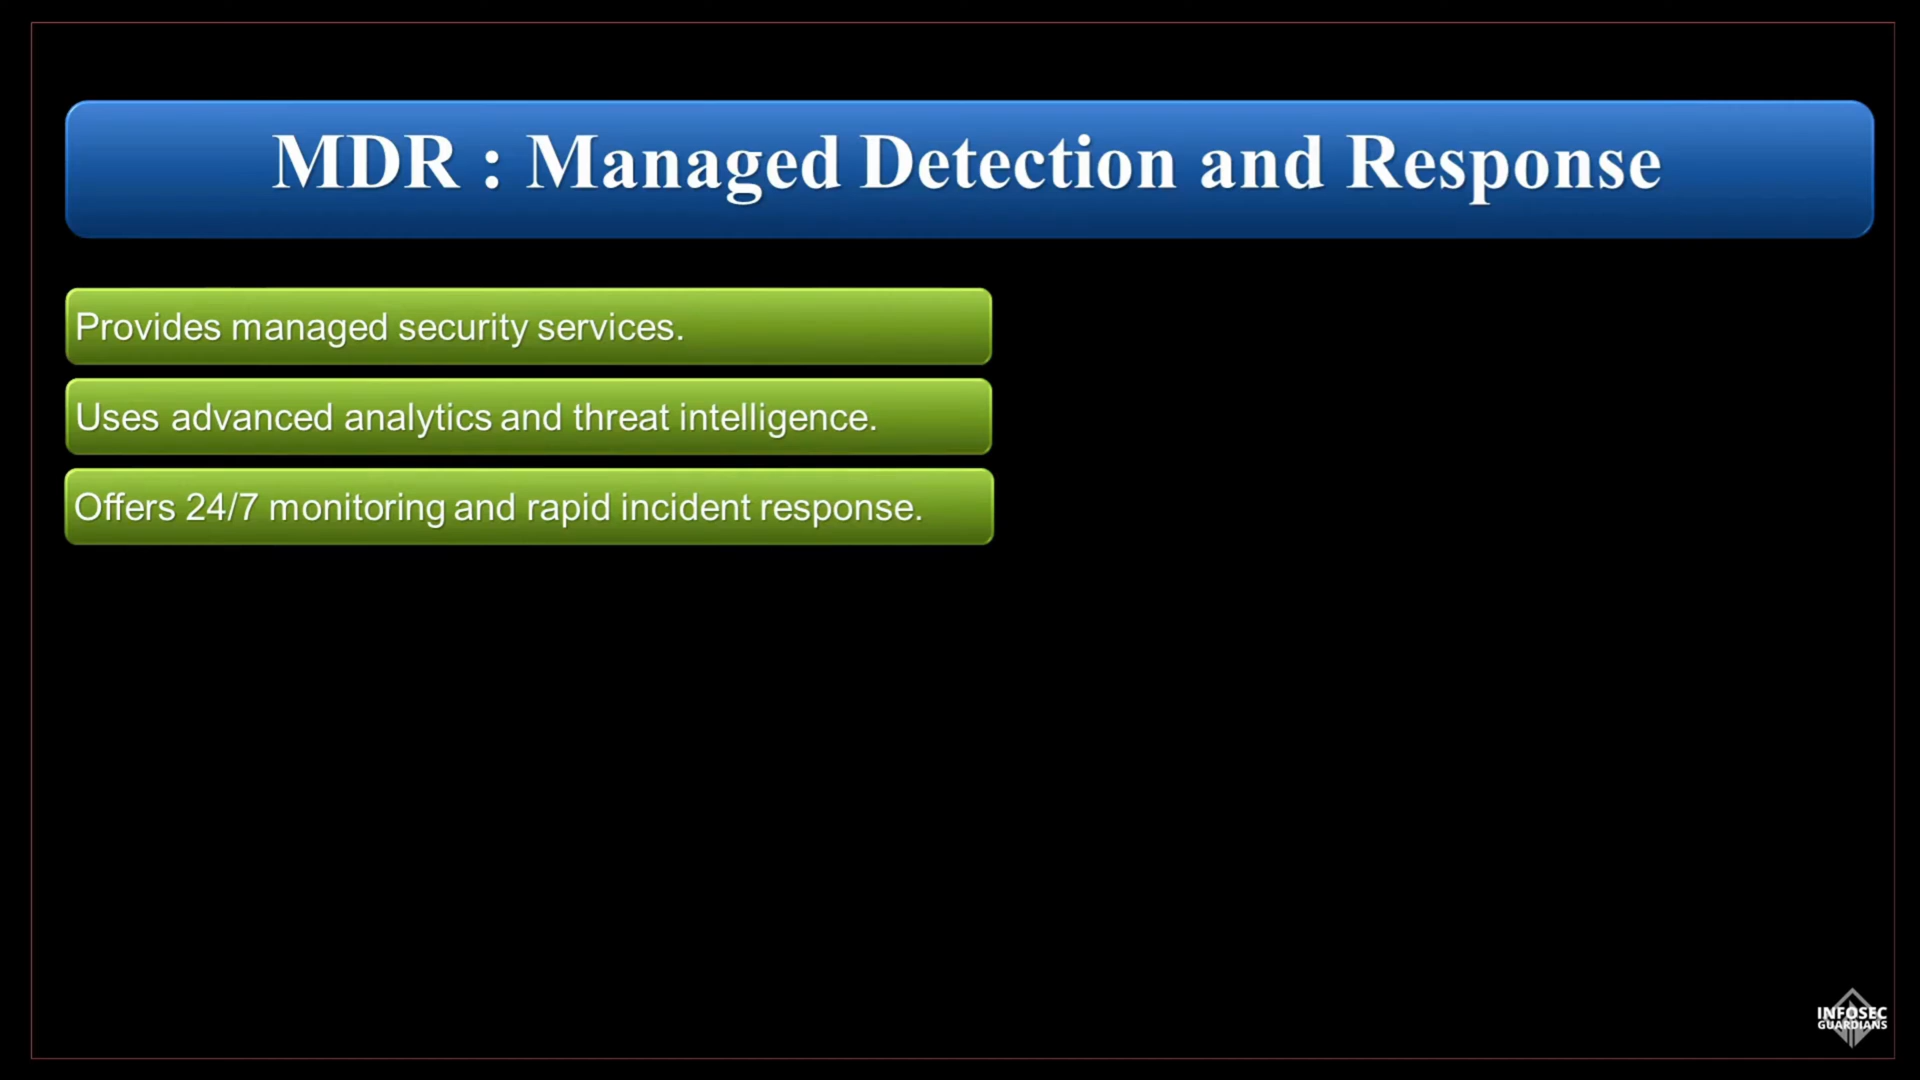 MDR : Managed Detection and Response
Provides managed security services.
Uses advanced analytics and threat intelligence.
Offers 24/7 monitoring and rapid incident response.
INFOSEC
GUARDIANS